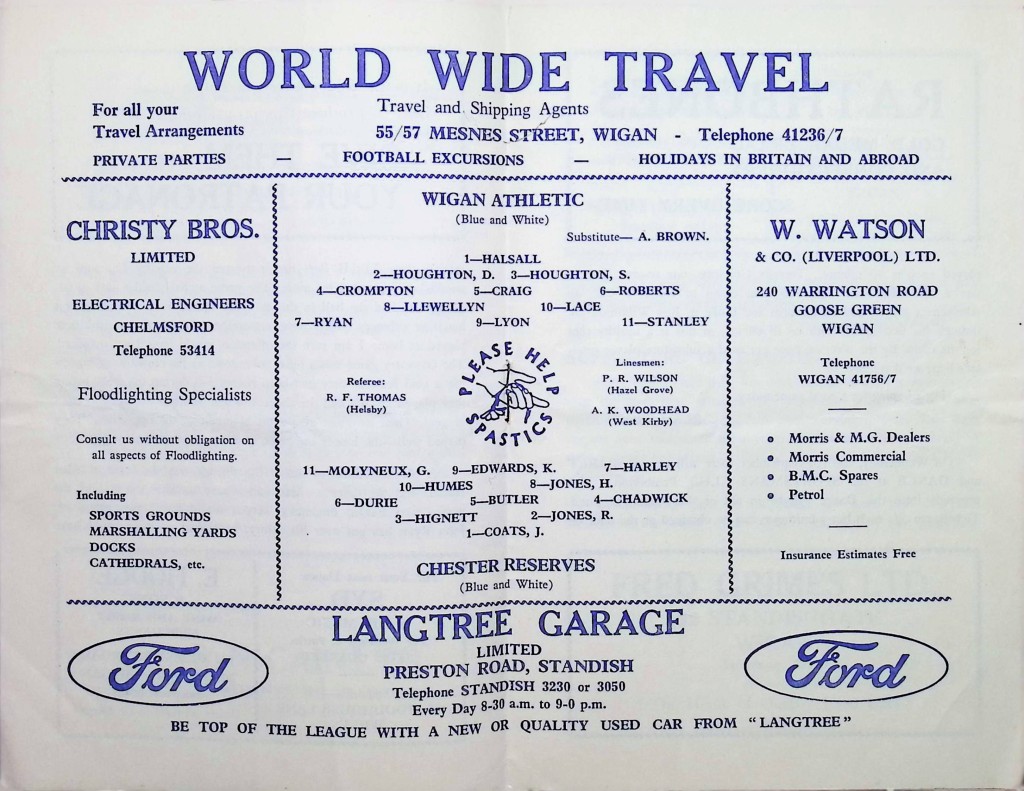 WORLD WIDE TRAVEL
For all your
Travel Arrangements
Travel and Shipping Agents
55/57 MESNES STREET, WIGAN - Telephone 41236/7
PRIVATE PARTIES — FOOTBALL EXCURSIONS — HOLIDAYS IN BRITAIN AND ABROAD
CHRISTY BROS.
LIMITED
ELECTRICAL ENGINEERS
CHELMSFORD
Telephone 53414
Floodlighting Specialists
Consult us without obligation on
all aspects of Floodlighting.
Including
SPORTS GROUNDS
MARSHALLING YARDS
DOCKS
CATHEDRALS, etc.
WIGAN ATHLETIC
(Blue and White)
Substitute— A. BROWN.
1—HALSALL
2—HOUGHTON, D. 3—HOUGHTON, S.
4—CROMPTON 5—CRAIG 6—ROBERTS
8—LLEWELLYN 10—LACE
7—RYAN 9—LYON 11—STANLEY
Referee:
R. F. THOMAS
(Helsby)
PLEASE HELP
SPASTICS
Linesmen:
P. R. WILSON
(Hazel Grove)
A. K. WOODHEAD
(West Kirby)
11—MOLYNEUX, G. 9—EDWARDS, K. 7—HARLEY
10—HUMES 8—JONES, H.
6—DURIE 5—BUTLER 4—CHADWICK
3—HIGNETT 2—JONES, R.
1—COATS, J.
CHESTER RESERVES
(Blue and White)
W. WATSON
& CO. (LIVERPOOL) LTD.
240 WARRINGTON ROAD
GOOSE GREEN
WIGAN
Telephone
WIGAN 41756/7
Morris & M.G. Dealers
Morris Commercial
B.M.C. Spares
Petrol
Insurance Estimates Free
Ford
LANGTREE GARAGE
LIMITED
PRESTON ROAD, STANDISH
Telephone STANDISH 3230 or 3050
Every Day 8-30 a.m. to 9-0 p.m.
Ford
BE TOP OF THE LEAGUE WITH A NEW OR QUALITY USED CAR FROM "LANGTREE"